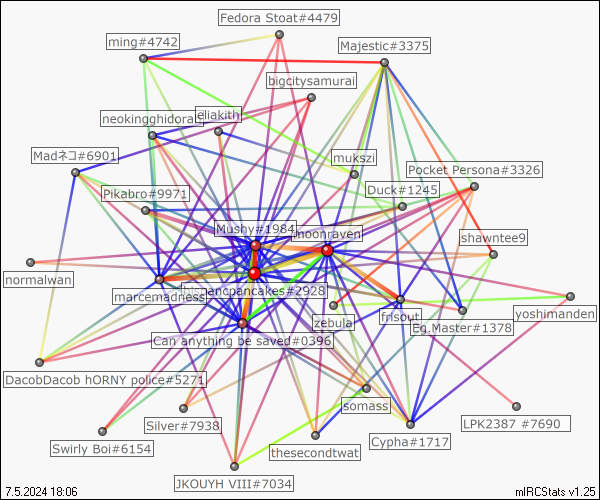 Fedora Stoat#4479
ming#4742
Majestic#3375
bigcitysamurai
neokingghidorah
eliakith
Madネコ#6901
mukszi
Pocket Persona#3326
Pikabro#9971
Duck#1245
Mushy#1984
moonraven
shawntee9
normalwan
marcemadness
hispanicpancakes#2928
zebula
frisout
Eg.Master#1378
yoshimanden
Can anything be saved#0396
DacobDacob hORNY police#5271
somass
Silver#7938
LPK2387 #7690
Swirly Boi#6154
thesecondtwat
Cypha#1717
JKOUYH VIII#7034
7.5.2024 18:06
mIRCStats v1.25